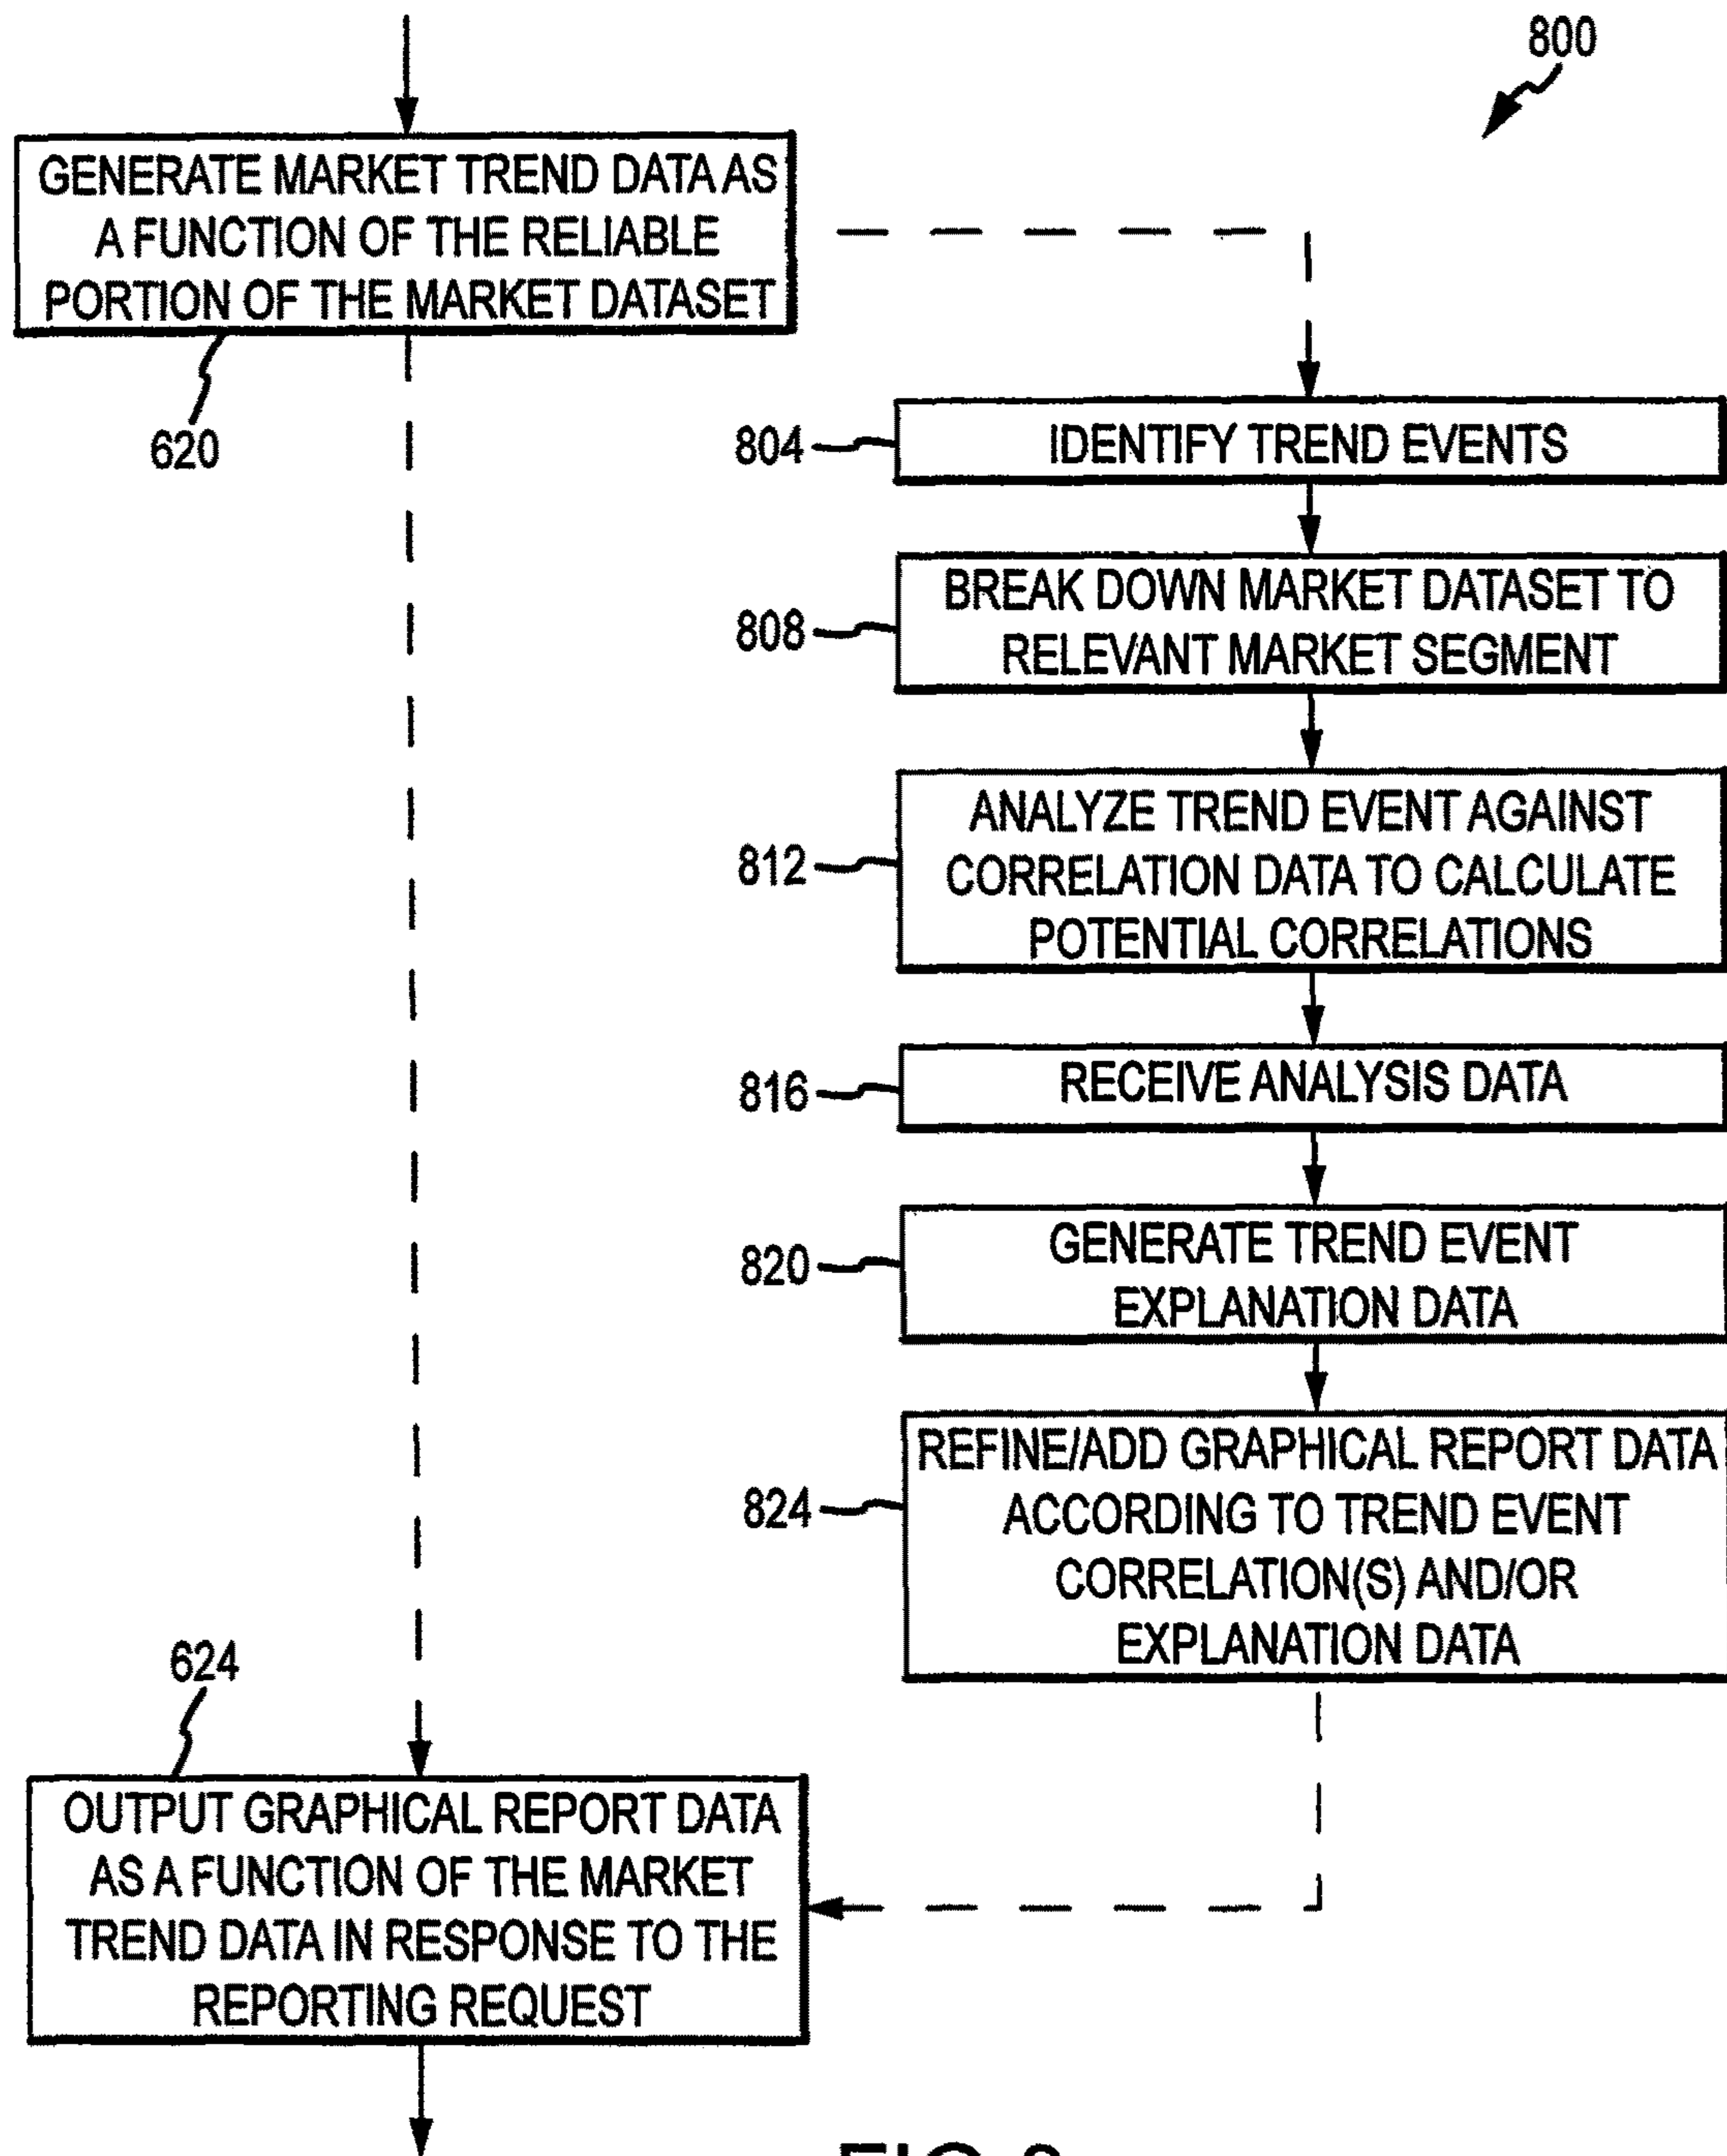 800
GENERATE MARKET TREND DATA AS
A FUNCTION OF THE RELIABLE
PORTION OF THE MARKET DATASET
620
804
IDENTIFY TREND EVENTS
808
BREAK DOWN MARKET DATASET TO
RELEVANT MARKET SEGMENT
812
ANALYZE TREND EVENT AGAINST
CORRELATION DATA TO CALCULATE
POTENTIAL CORRELATIONS
816
RECEIVE ANALYSIS DATA
820
GENERATE TREND EVENT
EXPLANATION DATA
824
REFINE/ADD GRAPHICAL REPORT DATA
ACCORDING TO TREND EVENT
CORRELATION(S) AND/OR
EXPLANATION DATA
624
OUTPUT GRAPHICAL REPORT DATA
AS A FUNCTION OF THE MARKET
TREND DATA IN RESPONSE TO THE
REPORTING REQUEST